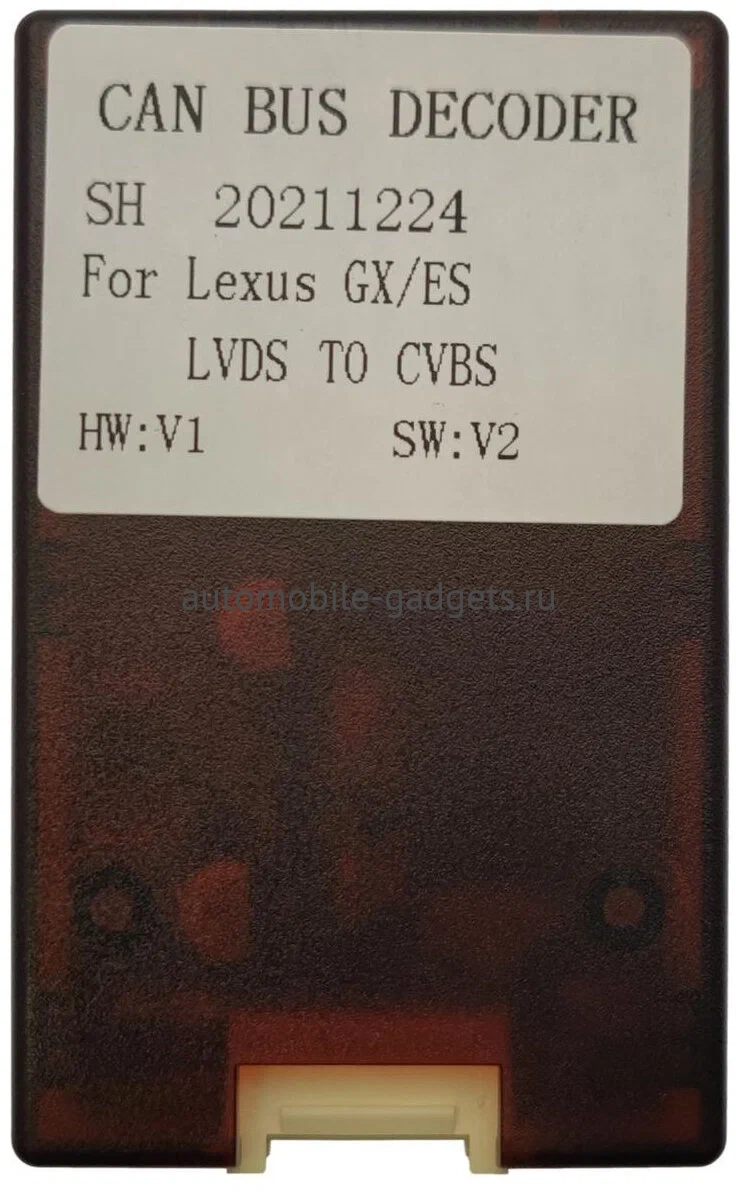 CAN BUS DECODER
SH 20211224
For Lexus GX/ES
LVDS TO CVBS
HW:V1 SW:V2
automobile-gadgets.ru